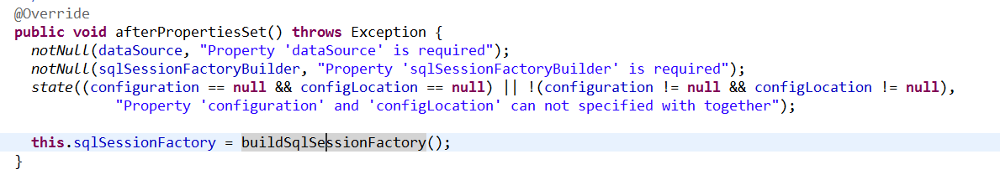 @Override
public void afterPropertiesSet() throws Exception {
notNull(dataSource, "Property 'dataSource' is required");
notNull(sqlSessionFactoryBuilder, "Property 'sqlSessionFactoryBuilder' is required");
state((configuration == null && configLocation == null) || !(configuration != null && configLocation != null),
"Property 'configuration' and 'configLocation' can not specified with together");
this.sqlSessionFactory = buildSqlSessionFactory();
}